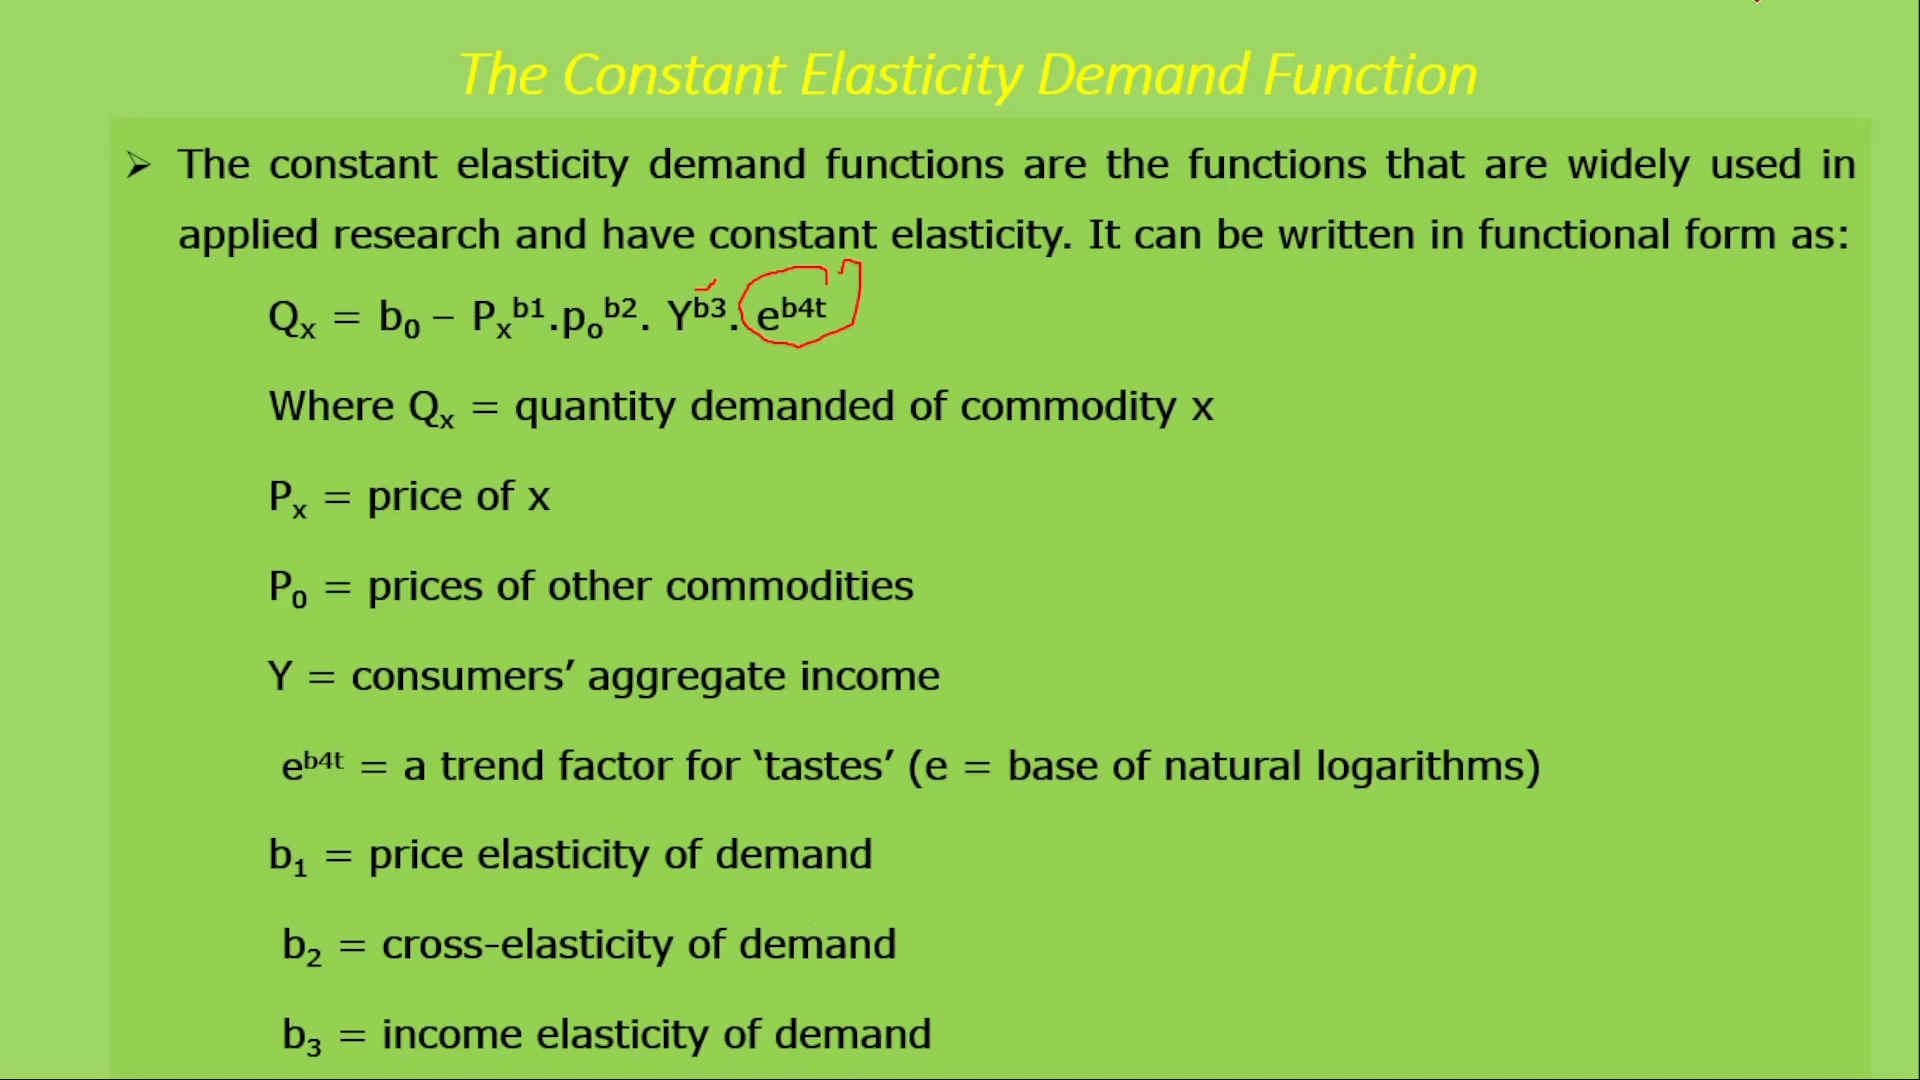 The Constant Elasticity Demand Function
➢ The constant elasticity demand functions are the functions that are widely used in
applied research and have constant elasticity. It can be written in functional form as:
Qₓ = b₀ – Pₓᵇ¹.pₒᵇ². Yᵇ³. eᵇ⁴ᵗ
Where Qₓ = quantity demanded of commodity x
Pₓ = price of x
P₀ = prices of other commodities
Y = consumers’ aggregate income
eᵇ⁴ᵗ = a trend factor for ‘tastes’ (e = base of natural logarithms)
b₁ = price elasticity of demand
b₂ = cross-elasticity of demand
b₃ = income elasticity of demand